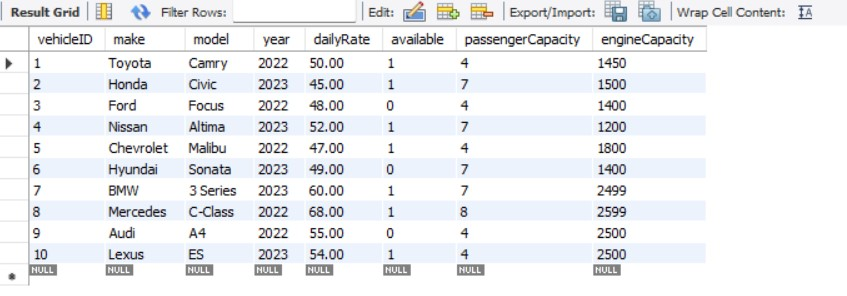 Result Grid Filter Rows: Edit: Export/Import: Wrap Cell Content: IA
vehicleID make model year dailyRate available passengerCapacity engineCapacity
1 Toyota Camry 2022 50.00 1 4 1450
2 Honda Civic 2023 45.00 1 7 1500
3 Ford Focus 2022 48.00 0 4 1400
4 Nissan Altima 2023 52.00 1 7 1200
5 Chevrolet Malibu 2022 47.00 1 4 1800
6 Hyundai Sonata 2023 49.00 0 7 1400
7 BMW 3 Series 2023 60.00 1 7 2499
8 Mercedes C-Class 2022 68.00 1 8 2599
9 Audi A4 2022 55.00 0 4 2500
10 Lexus ES 2023 54.00 1 4 2500
NULL NULL NULL NULL NULL NULL NULL NULL